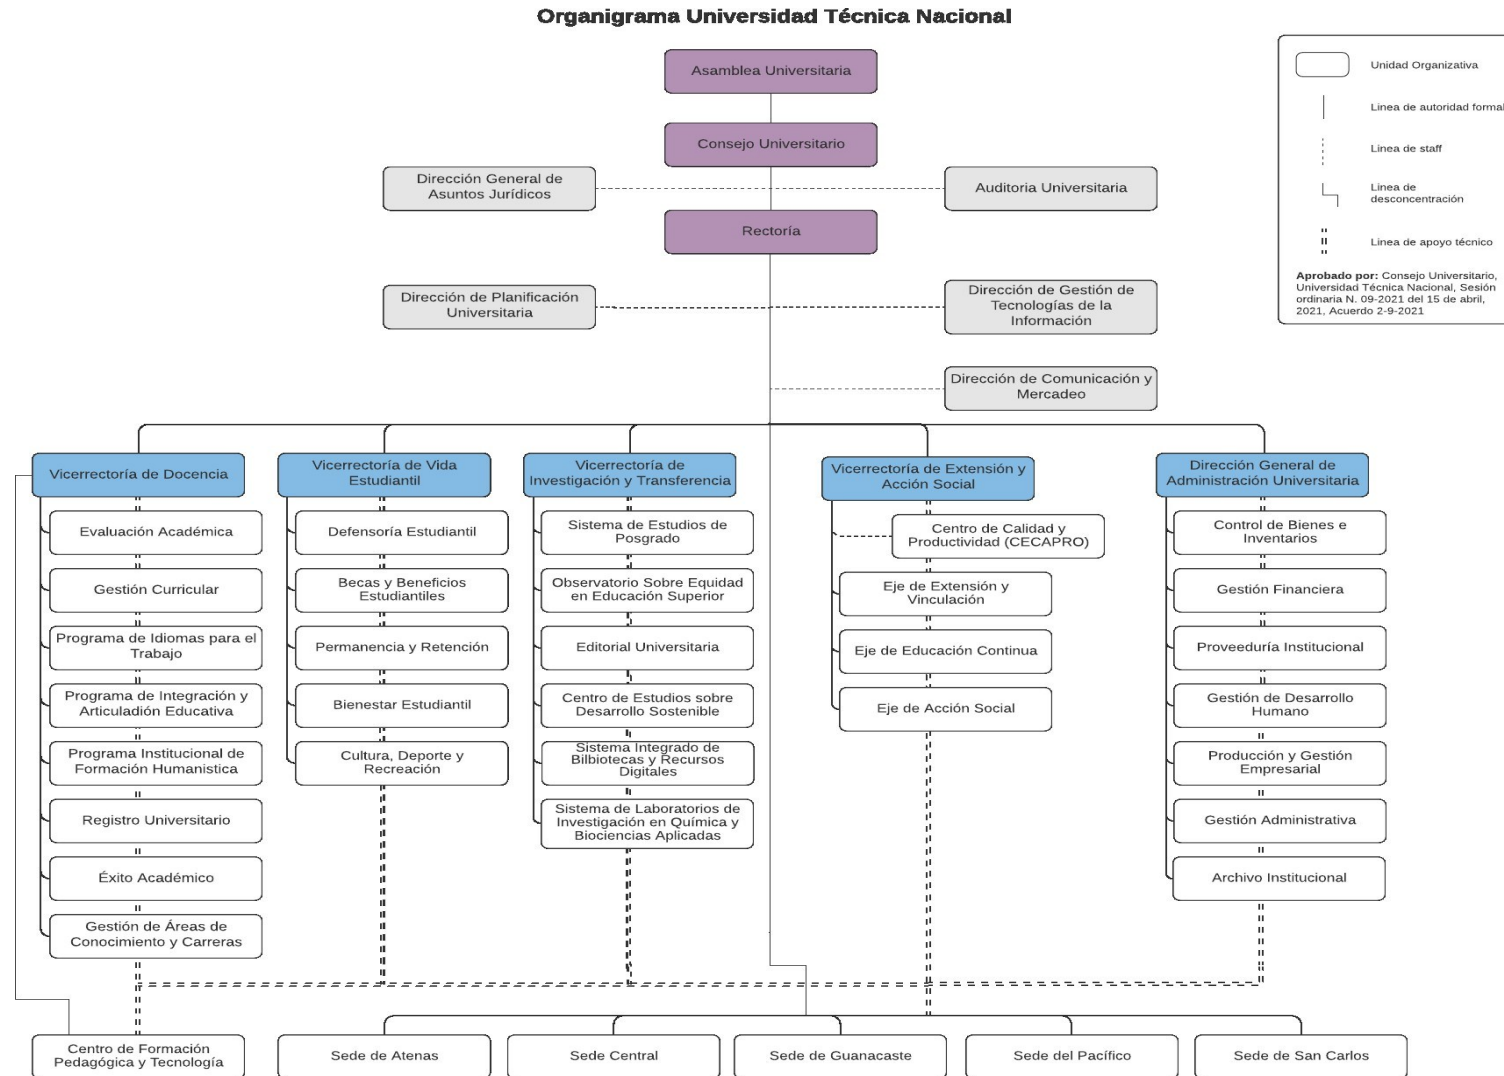 Organigrama Universidad Técnica Nacional
Asamblea Universitaria
Consejo Universitario
Dirección General de
Asuntos Jurídicos
Auditoria Universitaria
Rectoría
Dirección de Planificación
Universitaria
Dirección de Gestión de
Tecnologías de la
Información
Dirección de Comunicación y
Mercadeo
Unidad Organizativa
Linea de autoridad formal
Linea de staff
Linea de
desconcentración
Linea de apoyo técnico
Aprobado por: Consejo Universitario,
Universidad Técnica Nacional, Sesión
ordinaria N. 09-2021 del 15 de abril,
2021, Acuerdo 2-9-2021
Vicerrectoría de Docencia
Evaluación Académica
Gestión Curricular
Programa de Idiomas para el
Trabajo
Programa de Integración y
Articuladión Educativa
Programa Institucional de
Formación Humanistica
Registro Universitario
Éxito Académico
Gestión de Áreas de
Conocimiento y Carreras
Vicerrectoría de Vida
Estudiantil
Defensoría Estudiantil
Becas y Beneficios
Estudiantiles
Permanencia y Retención
Bienestar Estudiantil
Cultura, Deporte y
Recreación
Vicerrectoría de
Investigación y Transferencia
Sistema de Estudios de
Posgrado
Observatorio Sobre Equidad
en Educación Superior
Editorial Universitaria
Centro de Estudios sobre
Desarrollo Sostenible
Sistema Integrado de
Bilbiotecas y Recursos
Digitales
Sistema de Laboratorios de
Investigación en Química y
Biociencias Aplicadas
Vicerrectoría de Extensión y
Acción Social
Centro de Calidad y
Productividad (CECAPRO)
Eje de Extensión y
Vinculación
Eje de Educación Continua
Eje de Acción Social
Dirección General de
Administración Universitaria
Control de Bienes e
Inventarios
Gestión Financiera
Proveeduría Institucional
Gestión de Desarrollo
Humano
Producción y Gestión
Empresarial
Gestión Administrativa
Archivo Institucional
Centro de Formación
Pedagógica y Tecnología
Sede de Atenas
Sede Central
Sede de Guanacaste
Sede del Pacífico
Sede de San Carlos